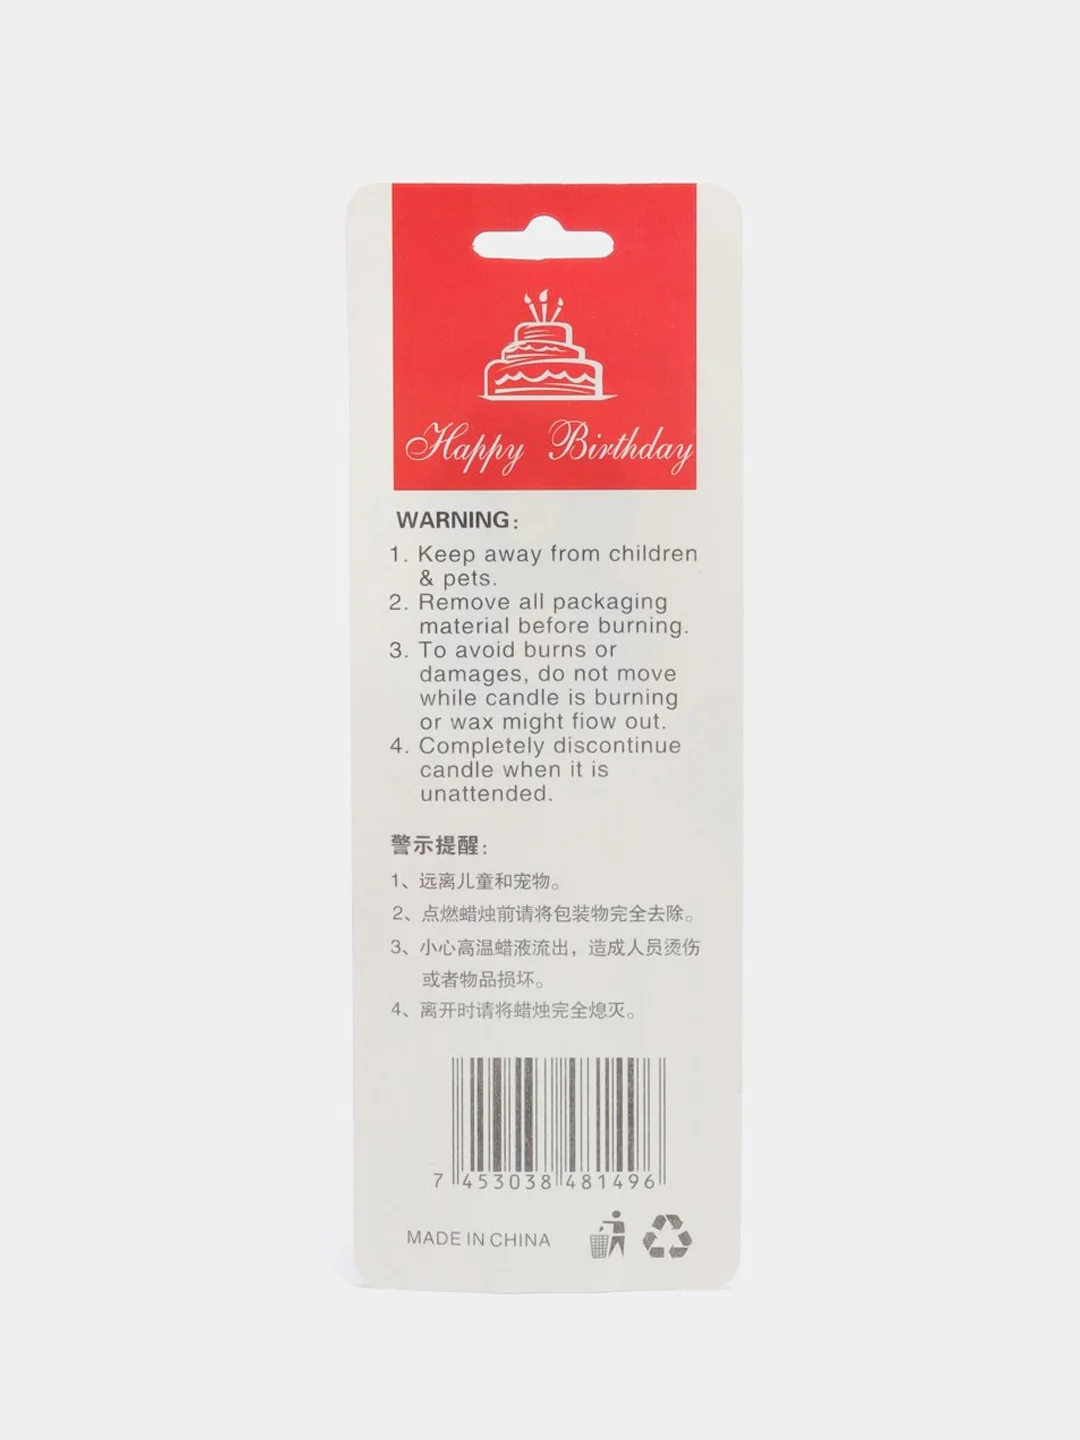 Happy Birthday
WARNING:
1. Keep away from children
& pets.
2. Remove all packaging
material before burning.
3. To avoid burns or
damages, do not move
while candle is burning
or wax might fiow out.
4. Completely discontinue
candle when it is
unattended.
警示提醒:
1、远离儿童和宠物。
2、点燃蜡烛前请将包装物完全去除。
3、小心高温蜡液流出，造成人员烫伤
或者物品损坏。
4、离开时请将蜡烛完全熄灭。
7 453038 481496
MADE IN CHINA